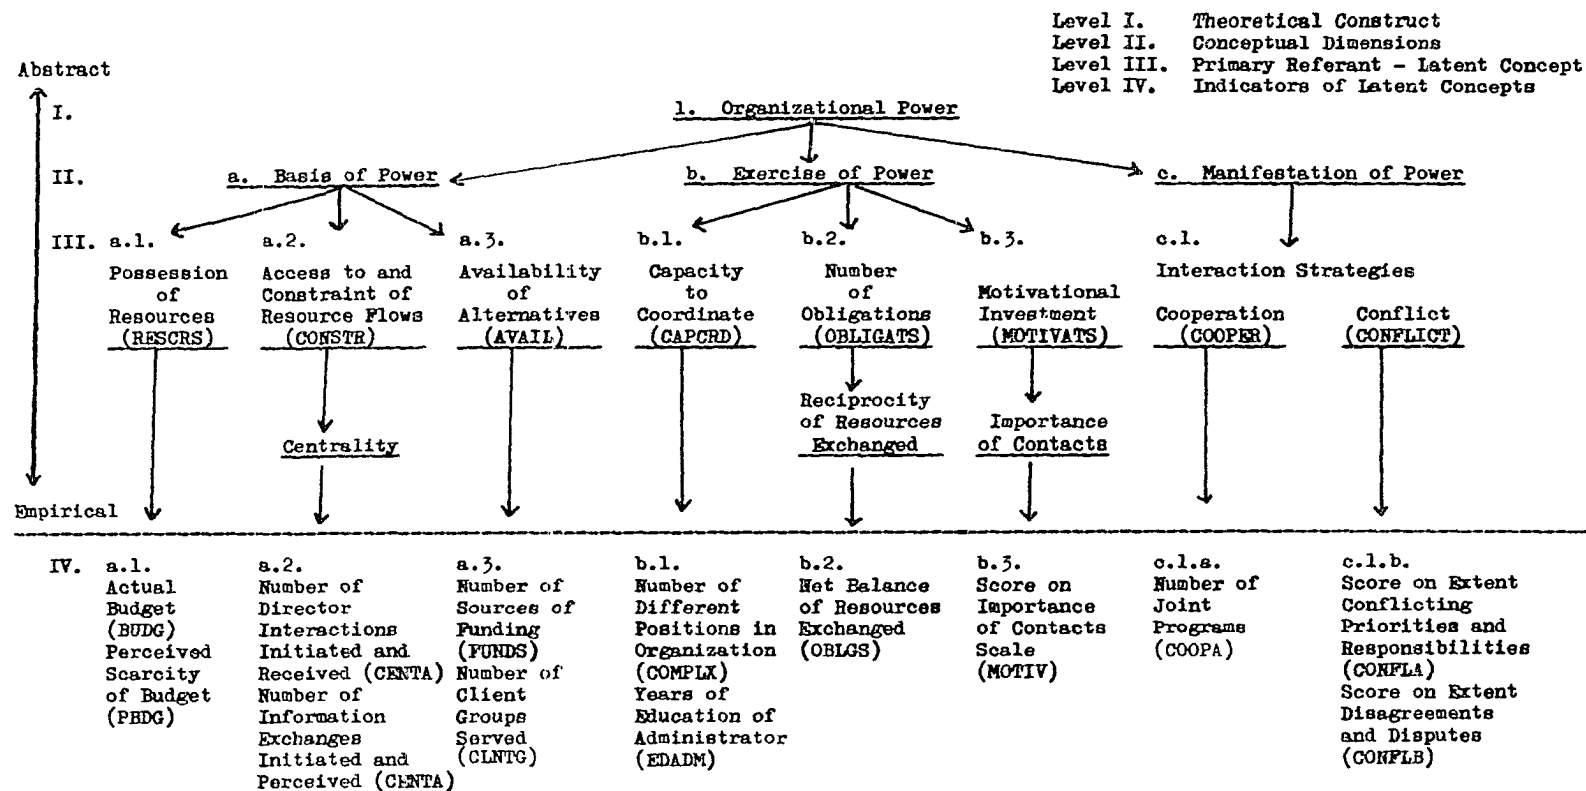 Level I. Theoretical Construct
Level II. Conceptual Dimensions
Level III. Primary Referant - Latent Concept
Level IV. Indicators of Latent Concepts
Abstract
I.
1. Organizational Power
II.
a. Basis of Power
b. Exercise of Power
c. Manifestation of Power
III.
a.1.
Possession
of
Resources
(RESCRS)
a.2.
Access to and
Constraint of
Resource Flows
(CONSTR)
Centrality
a.3.
Availability
of
Alternatives
(AVAIL)
b.1.
Capacity
to
Coordinate
(CAPCRD)
b.2.
Number
of
Obligations
(OBLIGATS)
Reciprocity
of Resources
Exchanged
b.3.
Motivational
Investment
(MOTIVATS)
Importance
of Contacts
c.1.
Interaction Strategies
Cooperation
(COOPER)
Conflict
(CONFLICT)
Empirical
IV.
a.1.
Actual
Budget
(BUDG)
Perceived
Scarcity
of Budget
(PBDG)
a.2.
Number of
Director
Interactions
Initiated and
Received (CENTA)
Number of
Information
Exchanges
Initiated and
Perceived (CENTA)
a.3.
Number of
Sources of
Funding
(FUNDS)
Number of
Client
Groups
Served
(CLNTG)
b.1.
Number of
Different
Positions in
Organization
(COMPLX)
Years of
Education of
Administrator
(EDADM)
b.2.
Net Balance
of Resources
Exchanged
(OBLGS)
b.3.
Score on
Importance
of Contacts
Scale
(MOTIV)
c.1.a.
Number of
Joint
Programs
(COOPA)
c.1.b.
Score on Extent
Conflicting
Priorities and
Responsibilities
(CONFLA)
Score on Extent
Disagreements
and Disputes
(CONFLB)